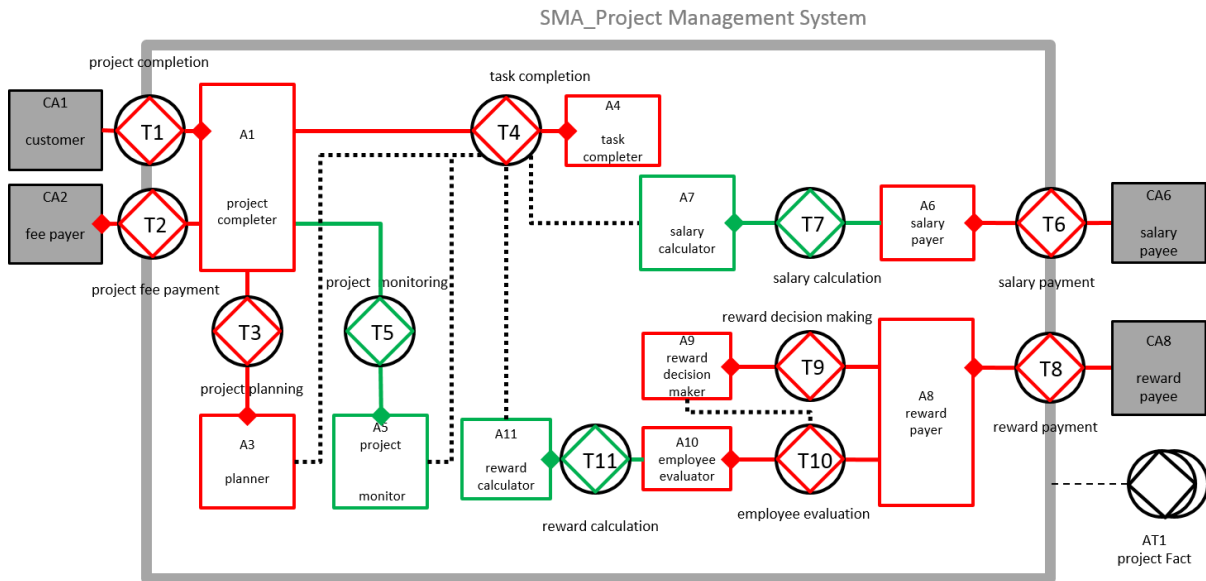 SMA_Project Management System
project completion
task completion
CA1
customer
T1
A1
project
completer
T4
A4
task
completer
CA2
fee payer
T2
project fee payment
A7
salary
calculator
T7
salary calculation
A6
salary
payer
T6
salary payment
CA6
salary
payee
T3
project planning
project monitoring
T5
reward decision making
A9
reward
decision
maker
T9
A8
reward
payer
T8
reward payment
CA8
reward
payee
A3
planner
A5
project
monitor
A11
reward
calculator
T11
reward calculation
A10
employee
evaluator
T10
employee evaluation
AT1
project Fact